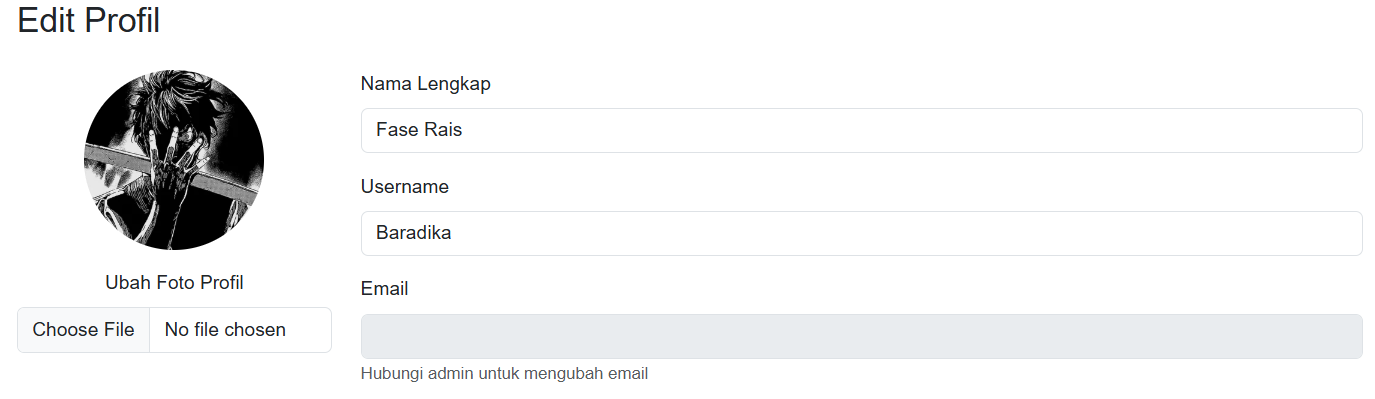 Edit Profil
Ubah Foto Profil
Choose File No file chosen
Nama Lengkap
Fase Rais
Username
Baradika
Email
Hubungi admin untuk mengubah email